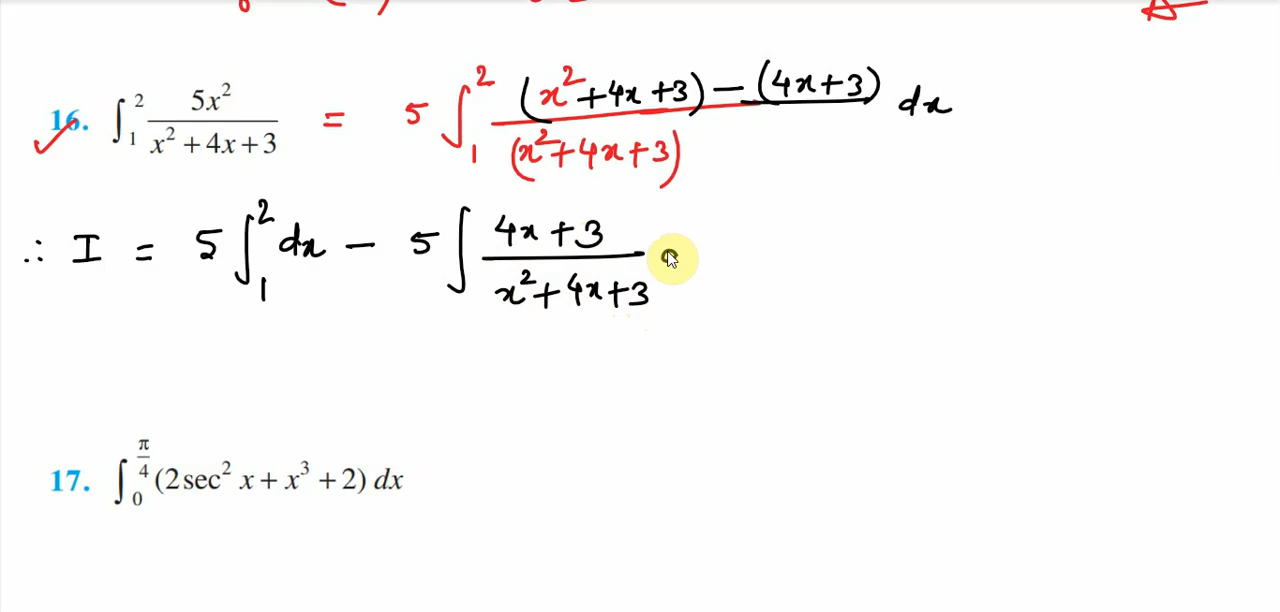 16. ∫₁² 5x² / (x² + 4x + 3) = 5 ∫₁² ((x² + 4x + 3) − (4x + 3)) / (x² + 4x + 3) dx
∴ I = 5 ∫₁² dx − 5 ∫ (4x + 3) / (x² + 4x + 3)
17. ∫₀^(π/4) (2 sec² x + x³ + 2) dx